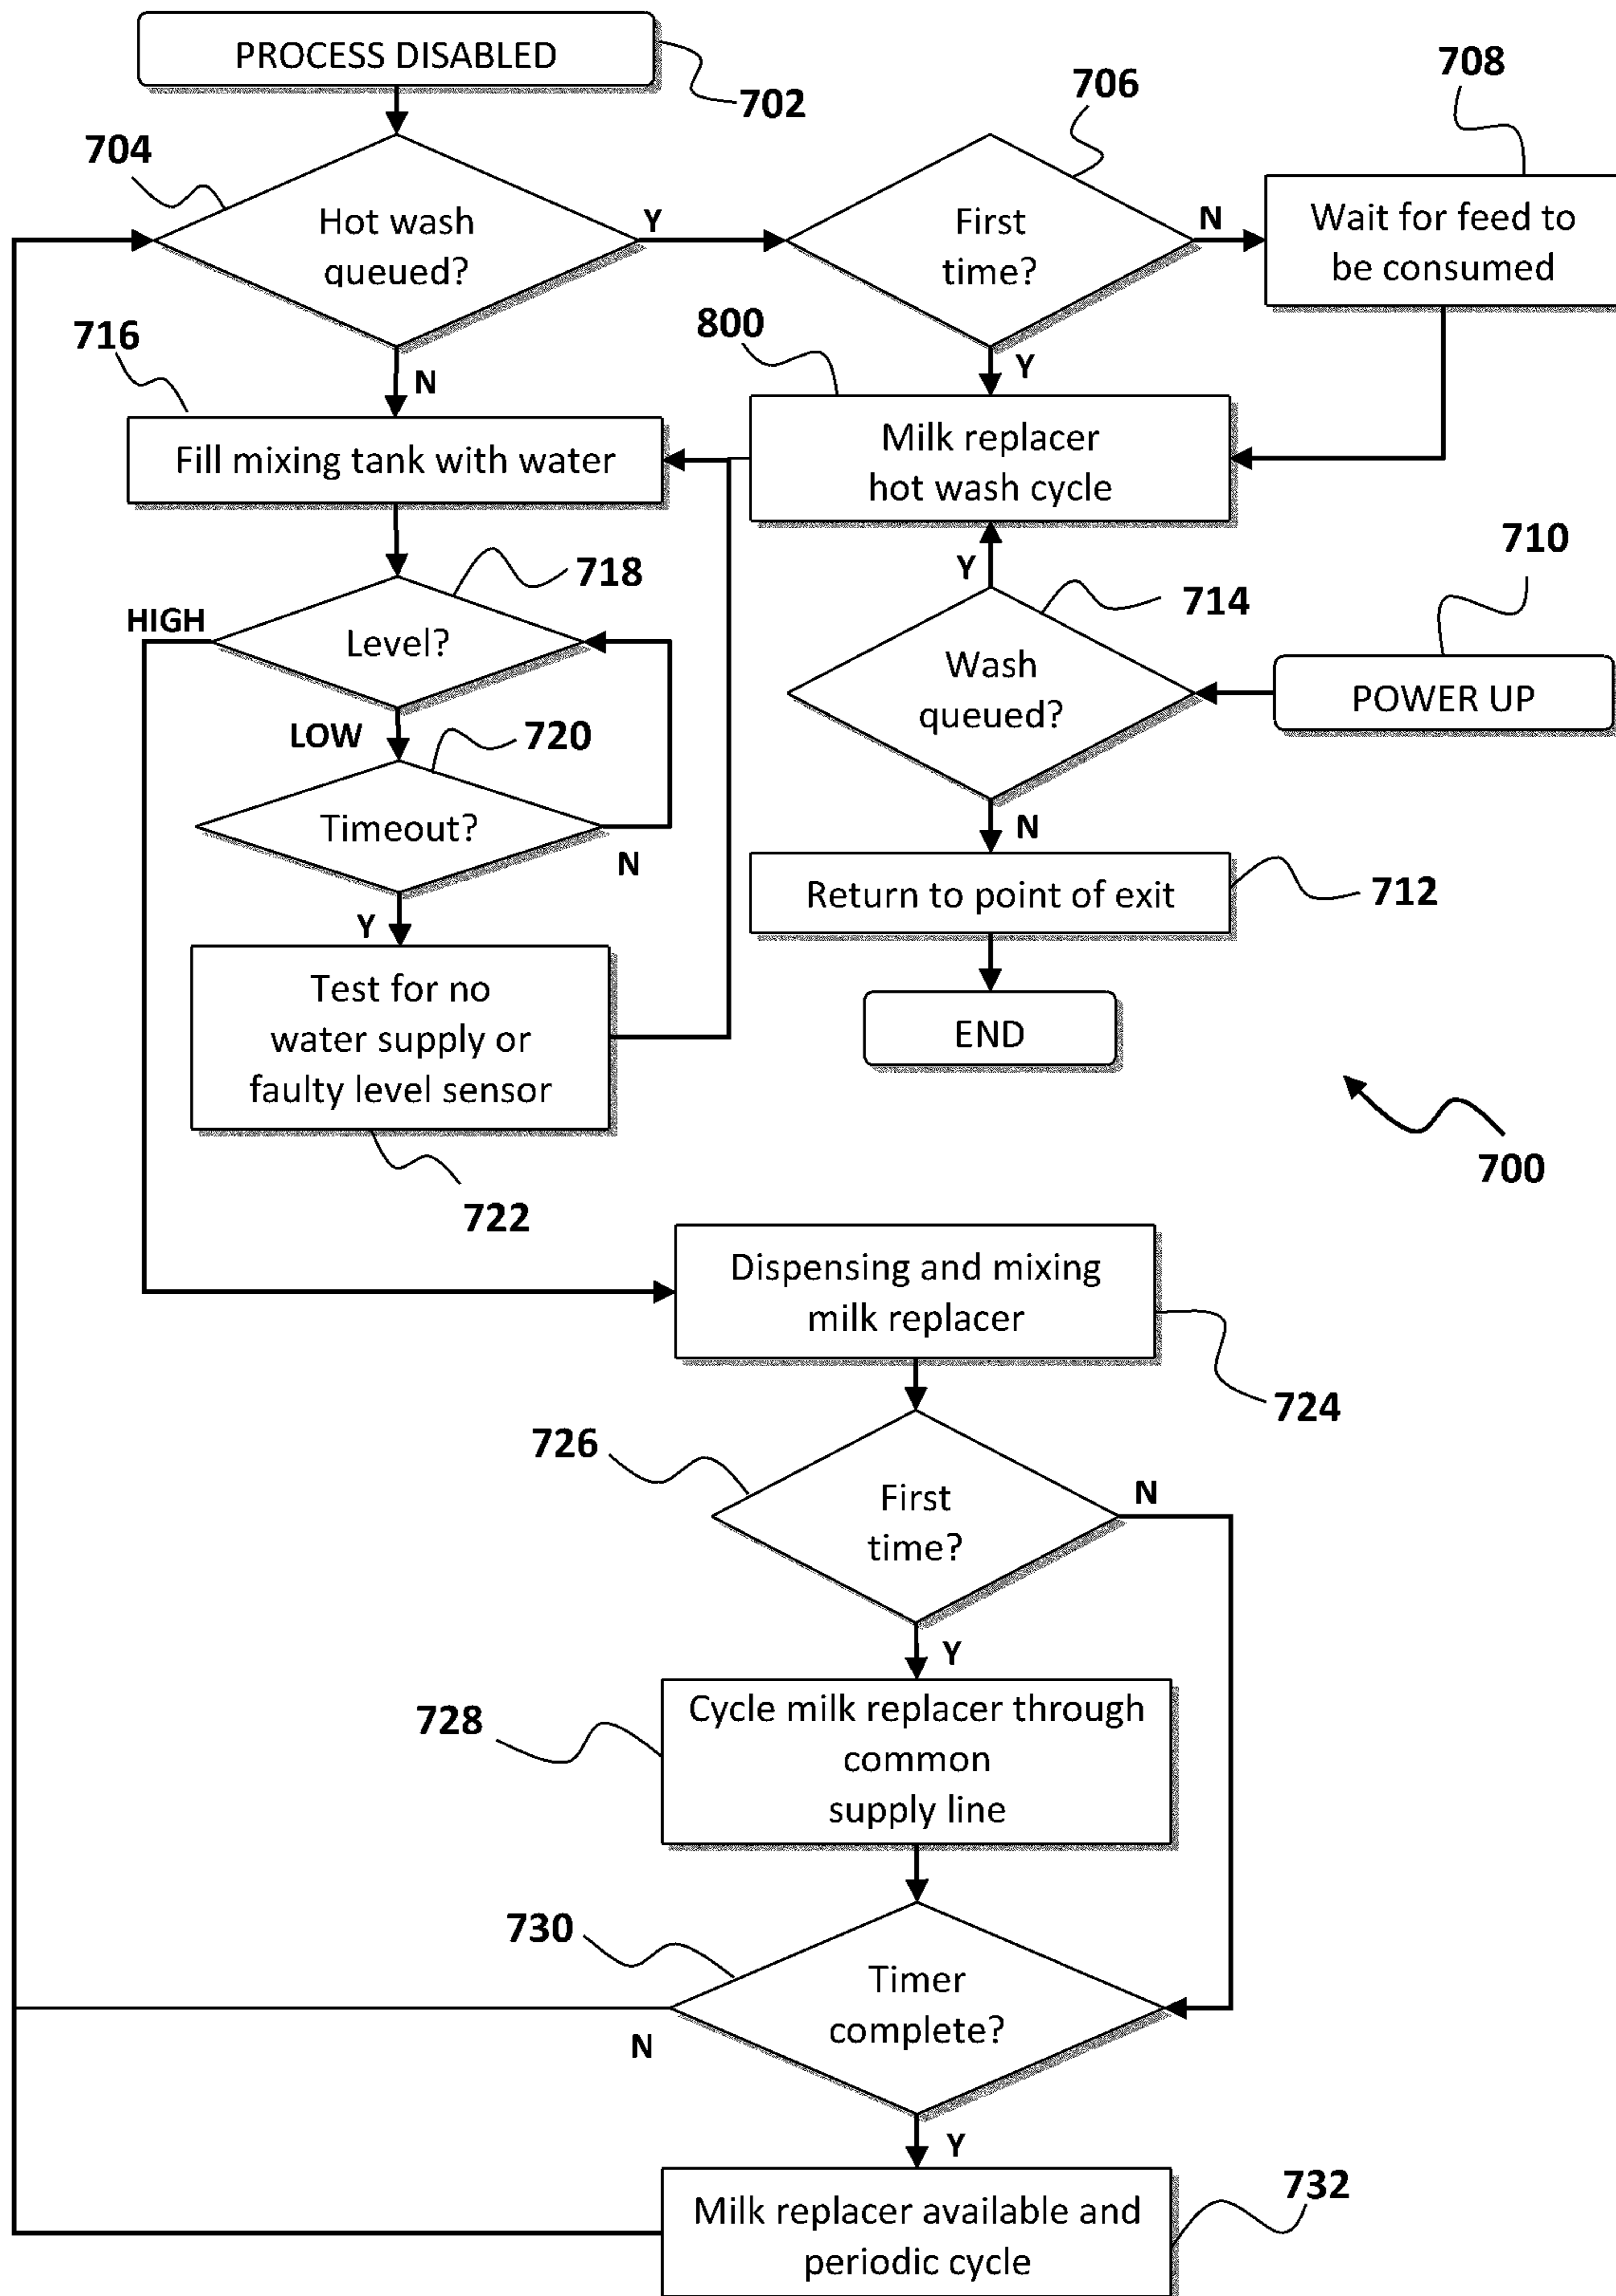 PROCESS DISABLED
702
704
Hot wash
queued?
Y
706
First
time?
N
708
Wait for feed to
be consumed
716
N
Fill mixing tank with water
800
Y
Milk replacer
hot wash cycle
710
POWER UP
Y
714
Wash
queued?
N
Return to point of exit
712
END
700
718
HIGH
Level?
LOW
720
Timeout?
N
Y
Test for no
water supply or
faulty level sensor
722
Dispensing and mixing
milk replacer
724
726
First
time?
N
Y
728
Cycle milk replacer through
common
supply line
730
Timer
complete?
N
Y
Milk replacer available and
periodic cycle
732